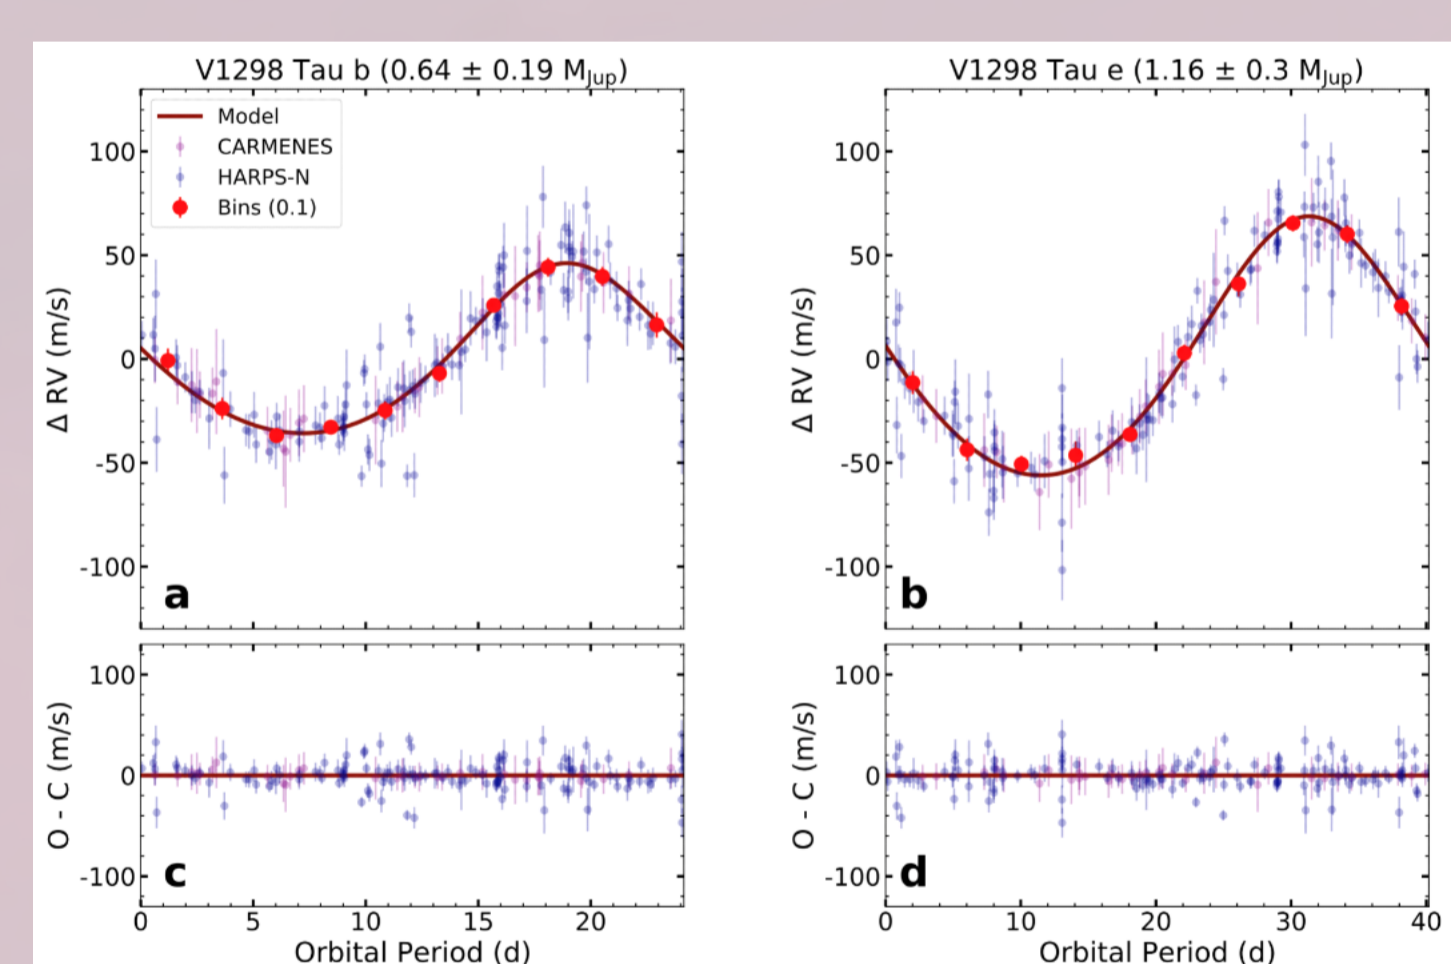 V1298 Tau b (0.64 ± 0.19 M_Jup)
Model
CARMENES
HARPS-N
Bins (0.1)
100
50
0
-50
-100
Δ RV (m/s)
a
V1298 Tau e (1.16 ± 0.3 M_Jup)
100
50
0
-50
-100
Δ RV (m/s)
b
100
0
-100
O - C (m/s)
c
0 5 10 15 20
Orbital Period (d)
100
0
-100
O - C (m/s)
d
0 10 20 30 40
Orbital Period (d)